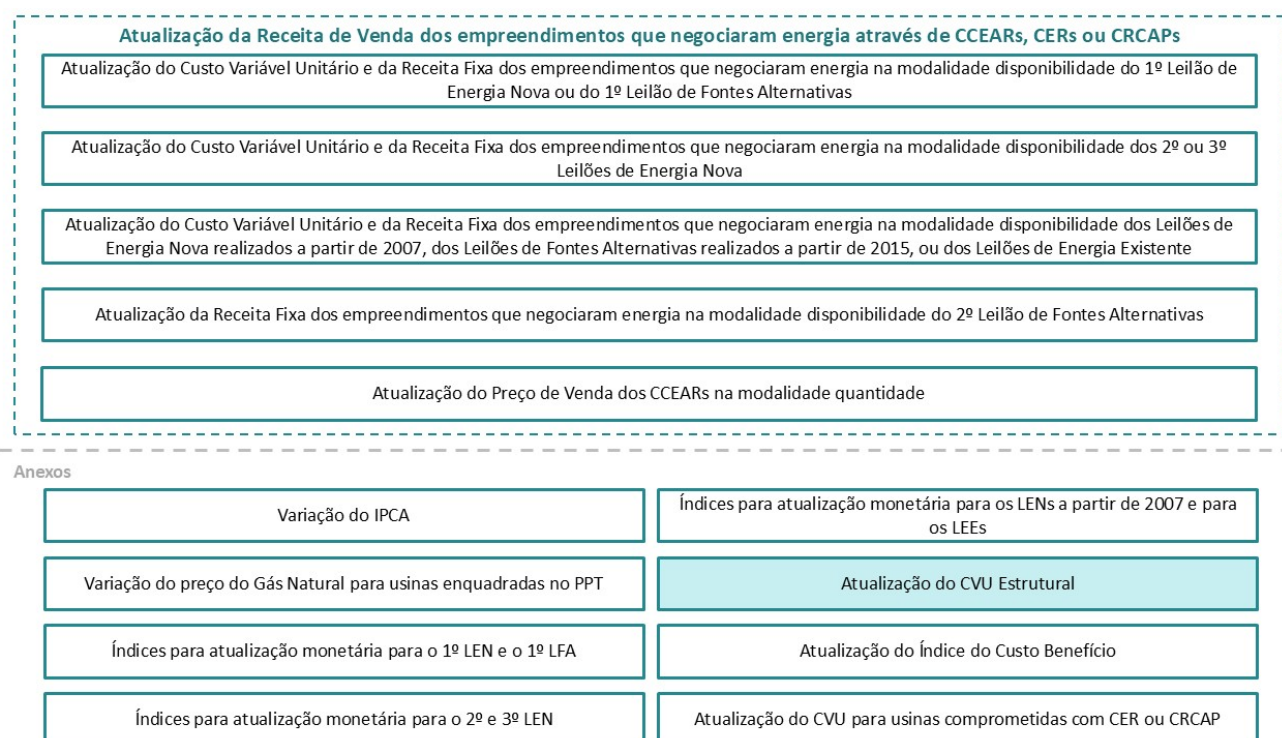 Atualização da Receita de Venda dos empreendimentos que negociaram energia através de CCEARs, CERs ou CRCAPs
Atualização do Custo Variável Unitário e da Receita Fixa dos empreendimentos que negociaram energia na modalidade disponibilidade do 1º Leilão de
Energia Nova ou do 1º Leilão de Fontes Alternativas
Atualização do Custo Variável Unitário e da Receita Fixa dos empreendimentos que negociaram energia na modalidade disponibilidade dos 2º ou 3º
Leilões de Energia Nova
Atualização do Custo Variável Unitário e da Receita Fixa dos empreendimentos que negociaram energia na modalidade disponibilidade dos Leilões de
Energia Nova realizados a partir de 2007, dos Leilões de Fontes Alternativas realizados a partir de 2015, ou dos Leilões de Energia Existente
Atualização da Receita Fixa dos empreendimentos que negociaram energia na modalidade disponibilidade do 2º Leilão de Fontes Alternativas
Atualização do Preço de Venda dos CCEARs na modalidade quantidade
Anexos
Variação do IPCA
Índices para atualização monetária para os LENs a partir de 2007 e para
os LEEs
Variação do preço do Gás Natural para usinas enquadradas no PPT
Atualização do CVU Estrutural
Índices para atualização monetária para o 1º LEN e o 1º LFA
Atualização do Índice do Custo Benefício
Índices para atualização monetária para o 2º e 3º LEN
Atualização do CVU para usinas comprometidas com CER ou CRCAP